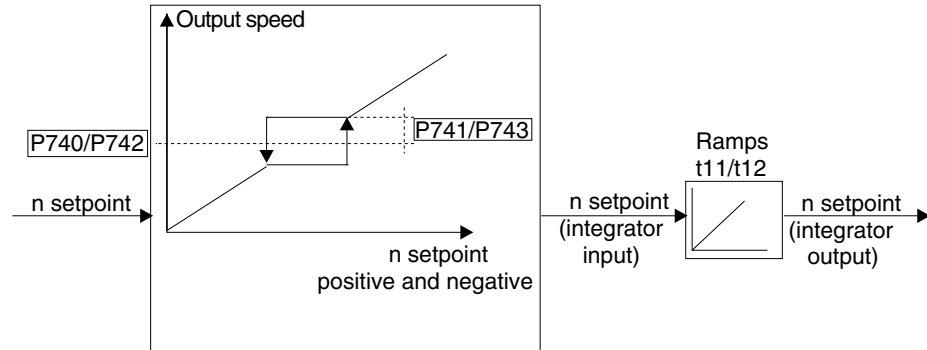 Output speed
P740/P742
P741/P743
n setpoint
n setpoint
positive and negative
n setpoint
(integrator
input)
Ramps
t11/t12
n setpoint
(integrator
output)